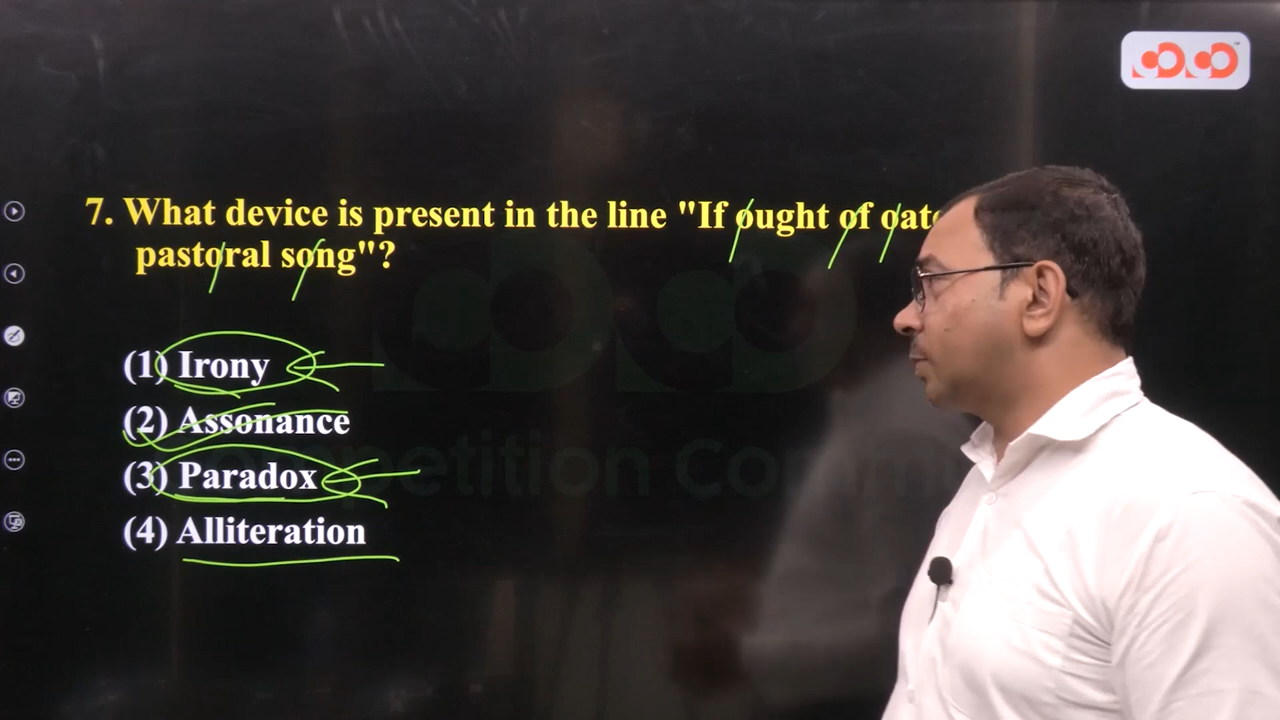 7. What device is present in the line "If ought of
pastoral song"?
(1) Irony
(2) Assonance
(3) Paradox
(4) Alliteration